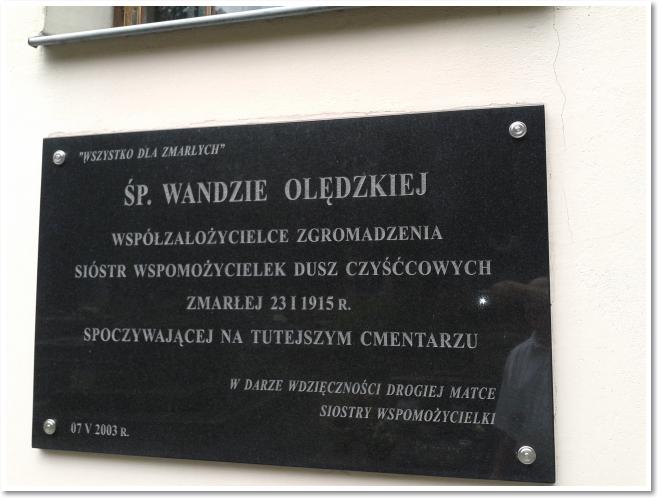 "WSZYSTKO DLA ZMARŁYCH"
ŚP. WANDZIE OLĘDZKIEJ
WSPÓŁZAŁOŻYCIELCE ZGROMADZENIA
SIÓSTR WSPOMOŻYCIELEK DUSZ CZYŚĆCOWYCH
ZMARŁEJ 23 I 1915 R.
SPOCZYWAJĄCEJ NA TUTEJSZYM CMENTARZU
W DARZE WDZIĘCZNOŚCI DROGIEJ MATCE
SIOSTRY WSPOMOŻYCIELKI
07 V 2003 R.